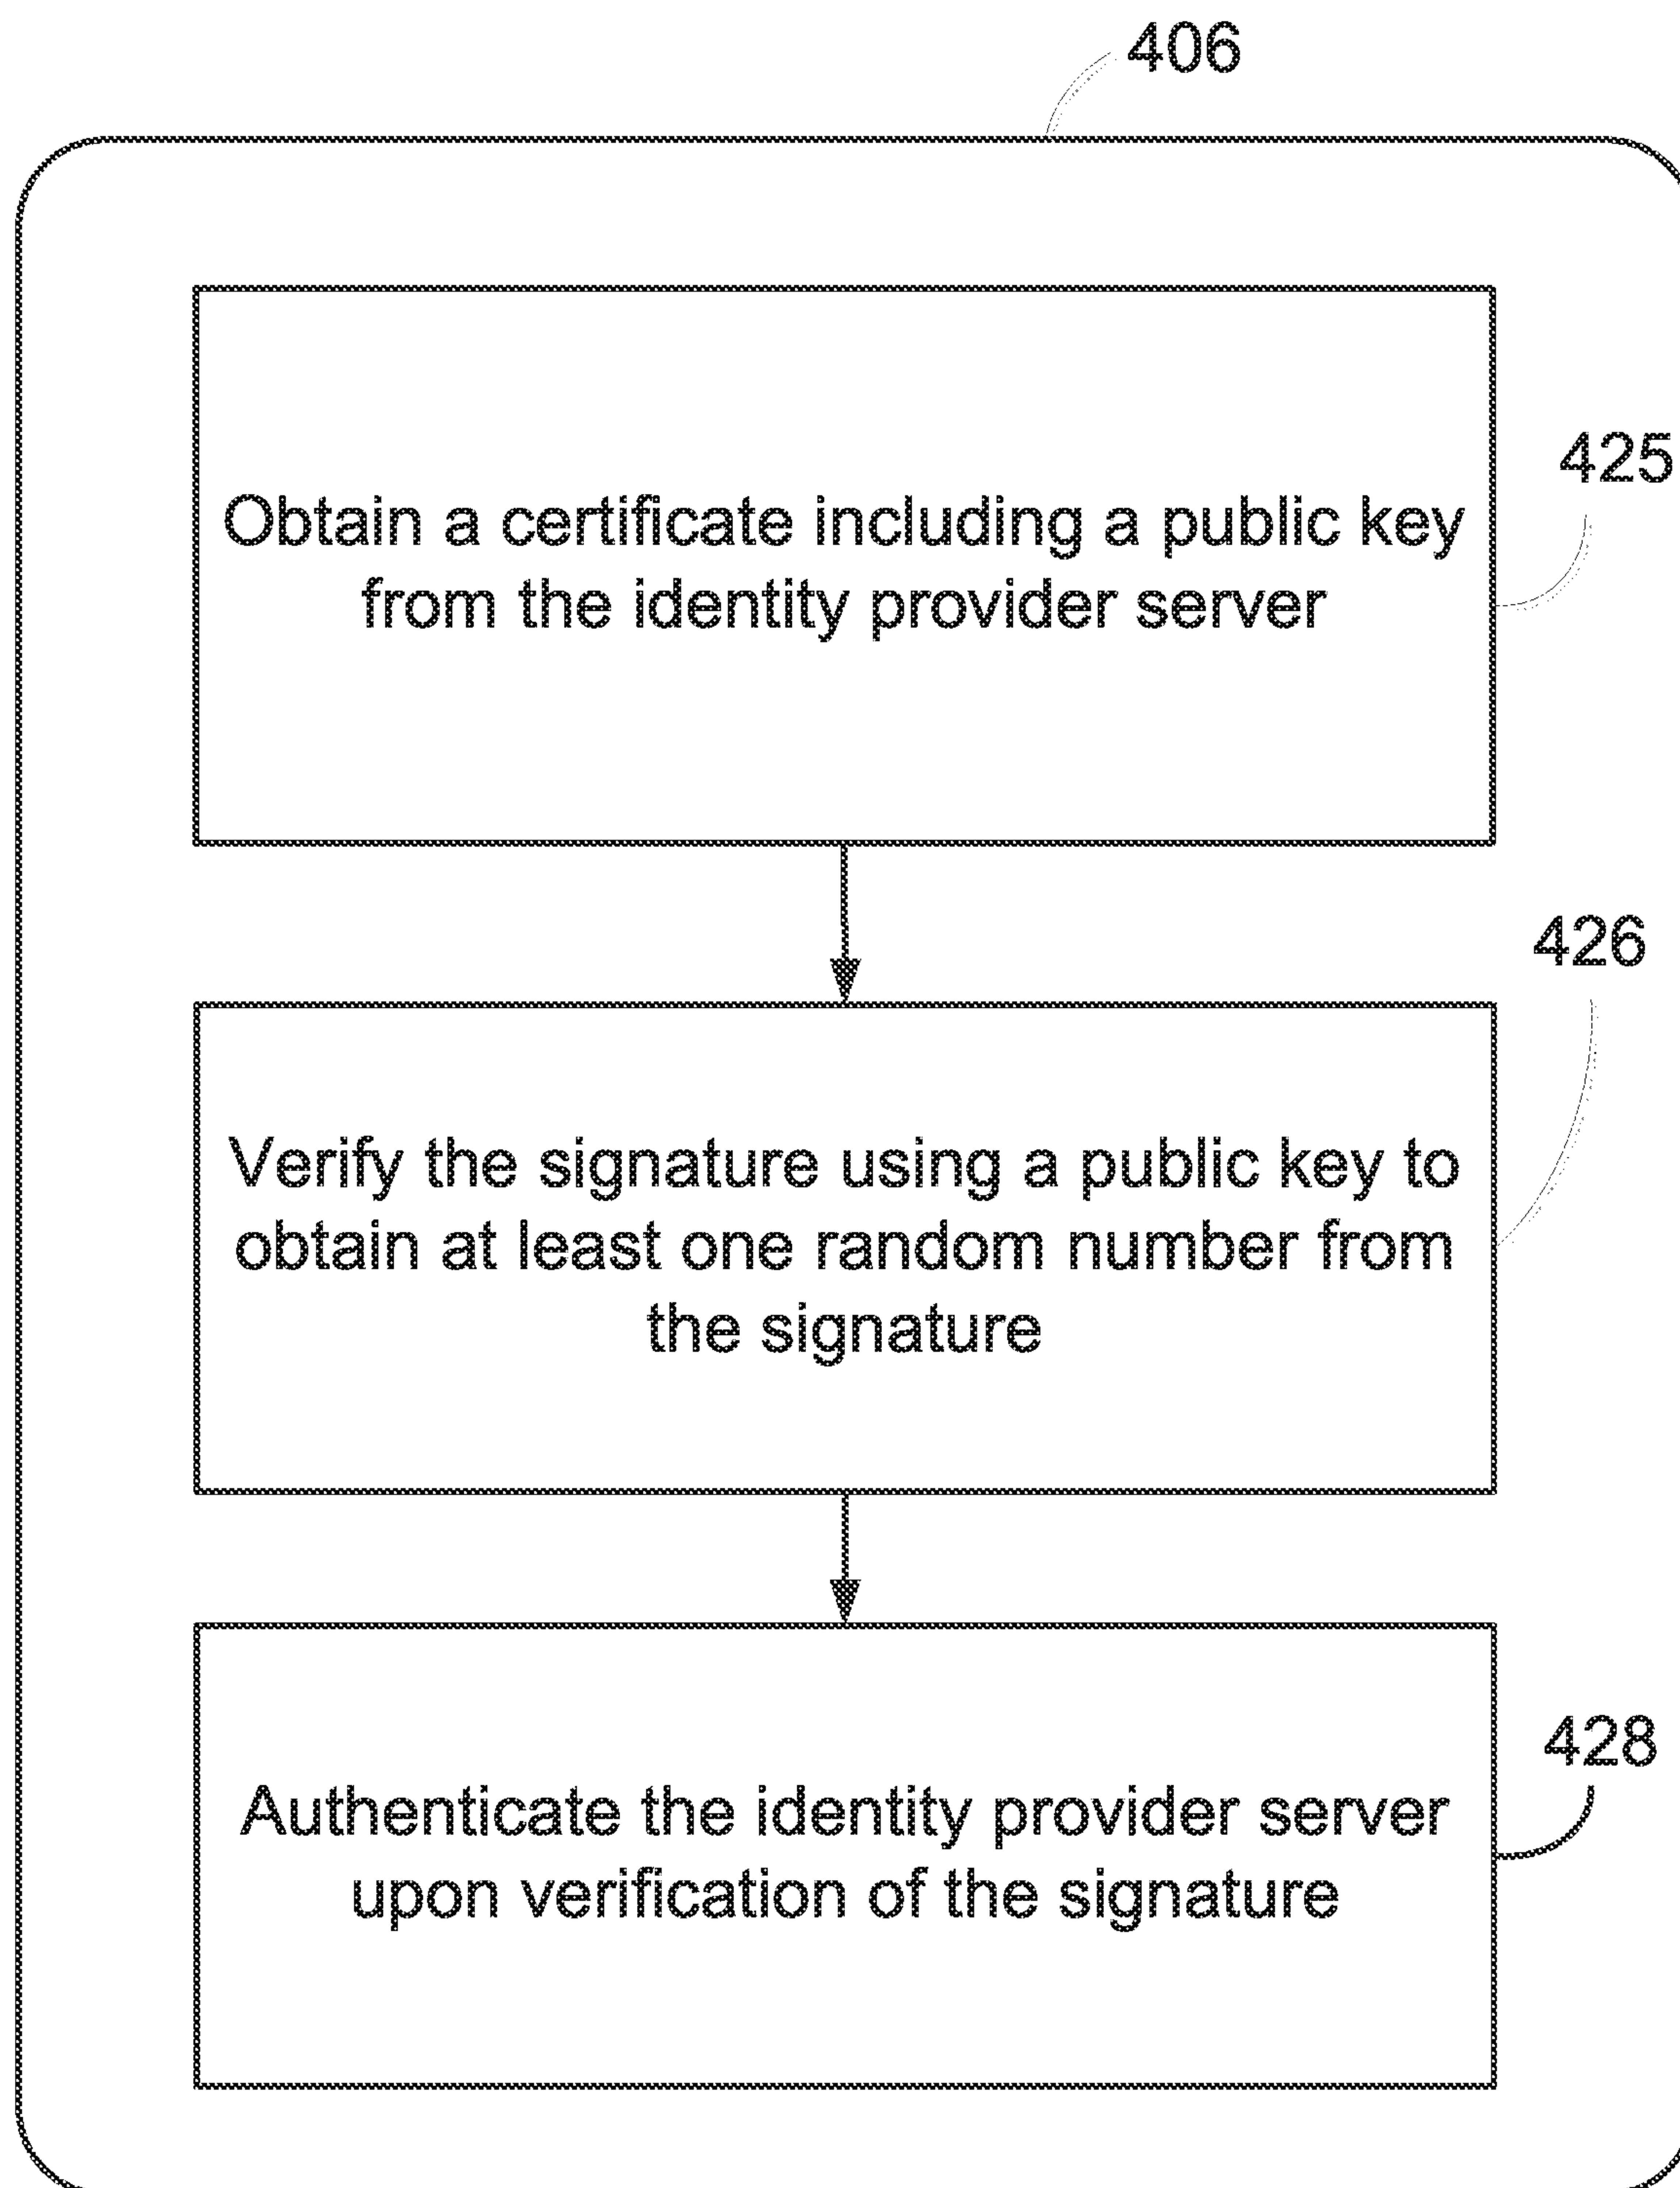 406
Obtain a certificate including a public key
from the identity provider server
425
426
Verify the signature using a public key to
obtain at least one random number from
the signature
428
Authenticate the identity provider server
upon verification of the signature